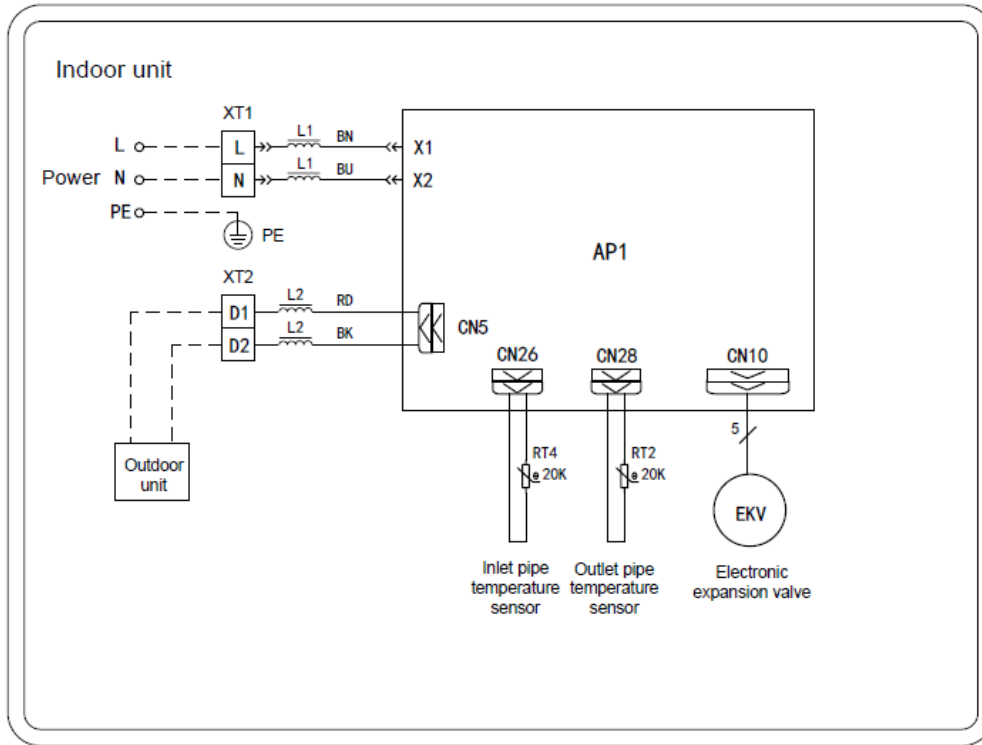 Indoor unit
XT1
L
L
L1
BN
X1
Power
N
N
L1
BU
X2
PE
PE
AP1
XT2
D1
L2
RD
CN5
D2
L2
BK
CN26
CN28
CN10
Outdoor
unit
RT4
θ 20K
RT2
θ 20K
5
EKV
Inlet pipe
temperature
sensor
Outlet pipe
temperature
sensor
Electronic
expansion valve